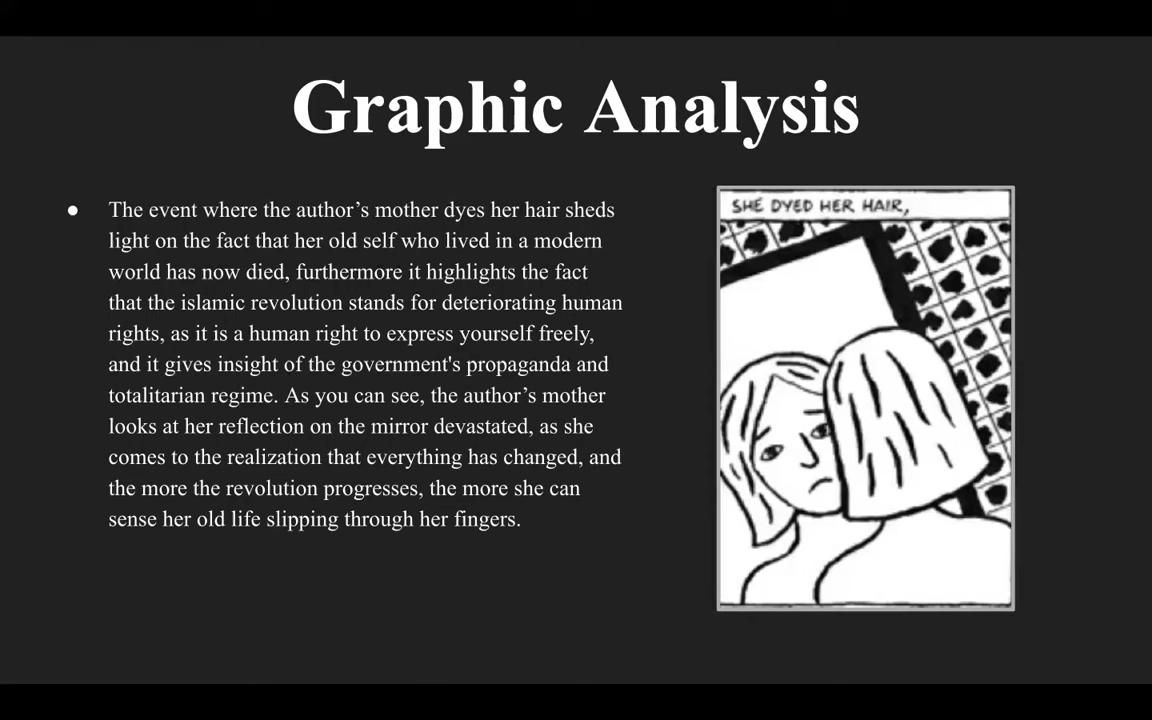 Graphic Analysis
● The event where the author’s mother dyes her hair sheds
light on the fact that her old self who lived in a modern
world has now died, furthermore it highlights the fact
that the islamic revolution stands for deteriorating human
rights, as it is a human right to express yourself freely,
and it gives insight of the government's propaganda and
totalitarian regime. As you can see, the author’s mother
looks at her reflection on the mirror devastated, as she
comes to the realization that everything has changed, and
the more the revolution progresses, the more she can
sense her old life slipping through her fingers.
SHE DYED HER HAIR,